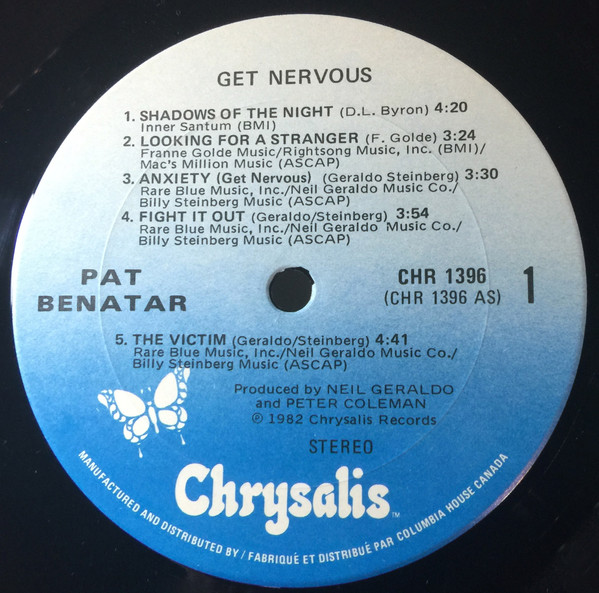 GET NERVOUS
1. SHADOWS OF THE NIGHT (D.L. Byron) 4:20
Inner Santum (BMI)
2. LOOKING FOR A STRANGER (F. Golde) 3:24
Franne Golde Music/Rightsong Music, Inc. (BMI)/
Mac's Million Music (ASCAP)
3. ANXIETY (Get Nervous) (Geraldo Steinberg) 3:30
Rare Blue Music, Inc./Neil Geraldo Music Co./
Billy Steinberg Music (ASCAP)
4. FIGHT IT OUT (Geraldo/Steinberg) 3:54
Rare Blue Music, Inc./Neil Geraldo Music Co./
Billy Steinberg Music (ASCAP)
PAT
BENATAR
CHR 1396
(CHR 1396 AS)
1
5. THE VICTIM (Geraldo/Steinberg) 4:41
Rare Blue Music, Inc./Neil Geraldo Music Co./
Billy Steinberg Music (ASCAP)
Produced by NEIL GERALDO
and PETER COLEMAN
℗ 1982 Chrysalis Records
STEREO
Chrysalis™
MANUFACTURED AND DISTRIBUTED BY / FABRIQUÉ ET DISTRIBUÉ PAR COLUMBIA HOUSE CANADA